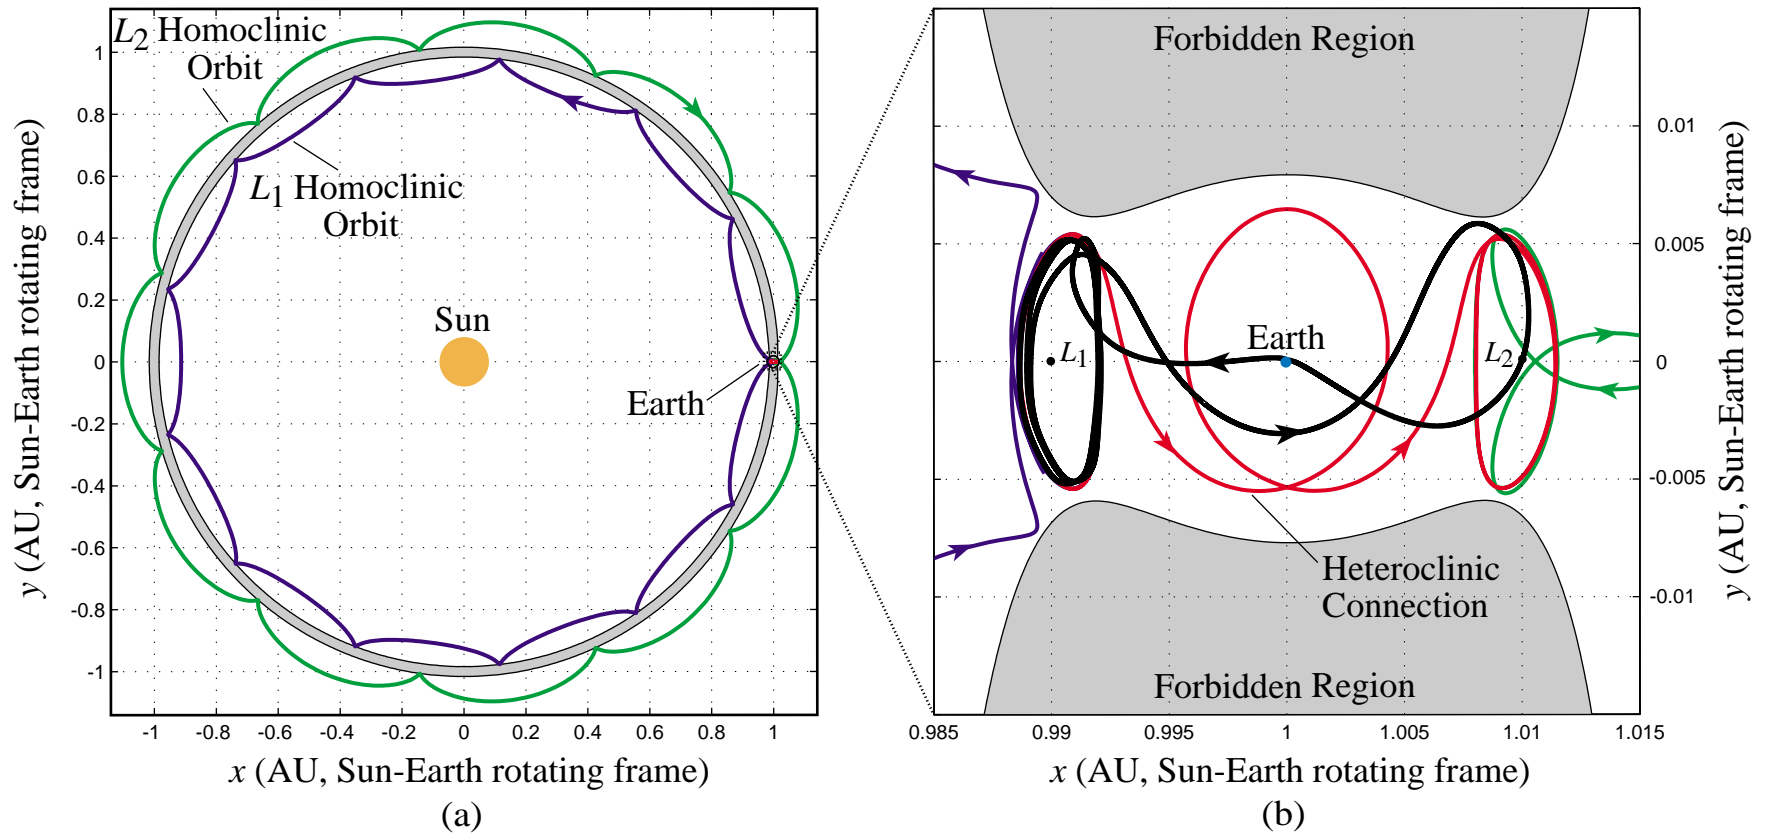 L2 Homoclinic
Orbit
L1 Homoclinic
Orbit
Sun
Earth
1
0.8
0.6
0.4
0.2
0
-0.2
-0.4
-0.6
-0.8
-1
y (AU, Sun-Earth rotating frame)
-1 -0.8 -0.6 -0.4 -0.2 0 0.2 0.4 0.6 0.8 1
x (AU, Sun-Earth rotating frame)
(a)
Forbidden Region
Earth
L1
L2
Heteroclinic
Connection
Forbidden Region
0.01
0.005
0
-0.005
-0.01
y (AU, Sun-Earth rotating frame)
0.985 0.99 0.995 1 1.005 1.01 1.015
x (AU, Sun-Earth rotating frame)
(b)